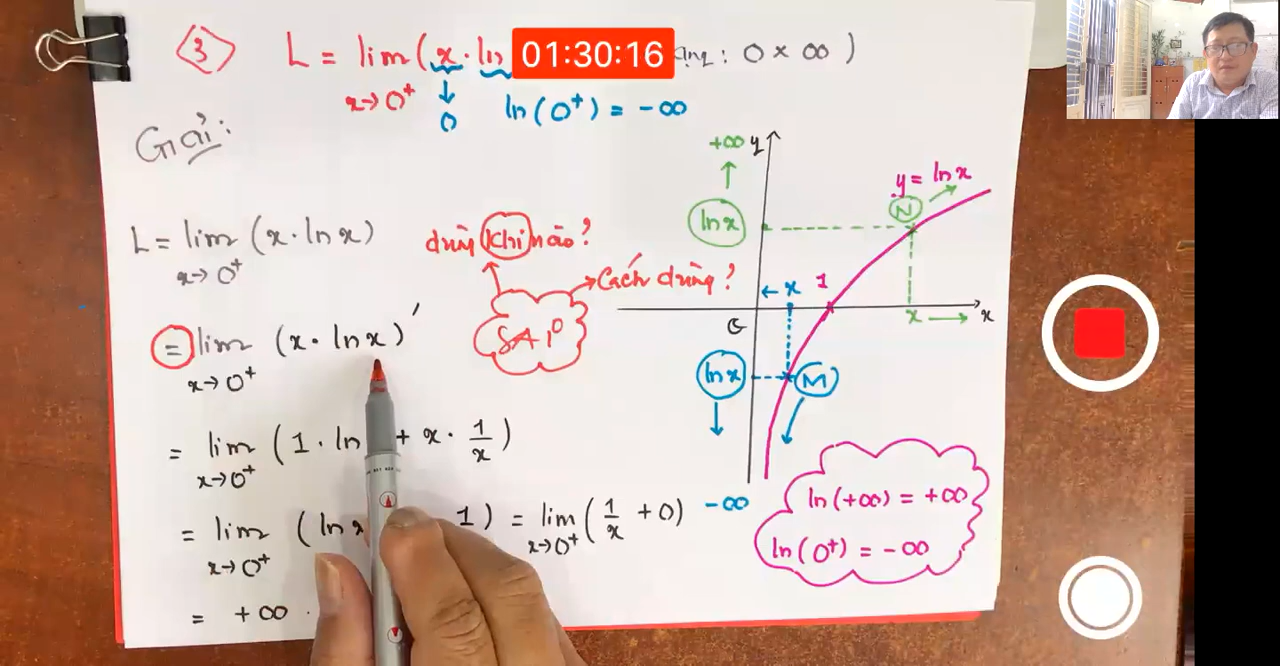 3 L = lim (x · ln
01:30:16
ạng: 0 × ∞)
x→0⁺ ↓ ln(0⁺) = -∞
0
Giải:
L = lim (x · ln x)
x→0⁺
dùng khi nào?
Cách dùng?
SAI
= lim (x · ln x)′
x→0⁺
= lim (1 · ln + x · 1/x)
x→0⁺
= lim (ln x 1) = lim (1/x + 0)
x→0⁺ x→0⁺
= +∞ .
+∞ y
y = ln x
ln x N
← x 1
O x → x
ln x M
-∞
ln(+∞) = +∞
ln(0⁺) = -∞